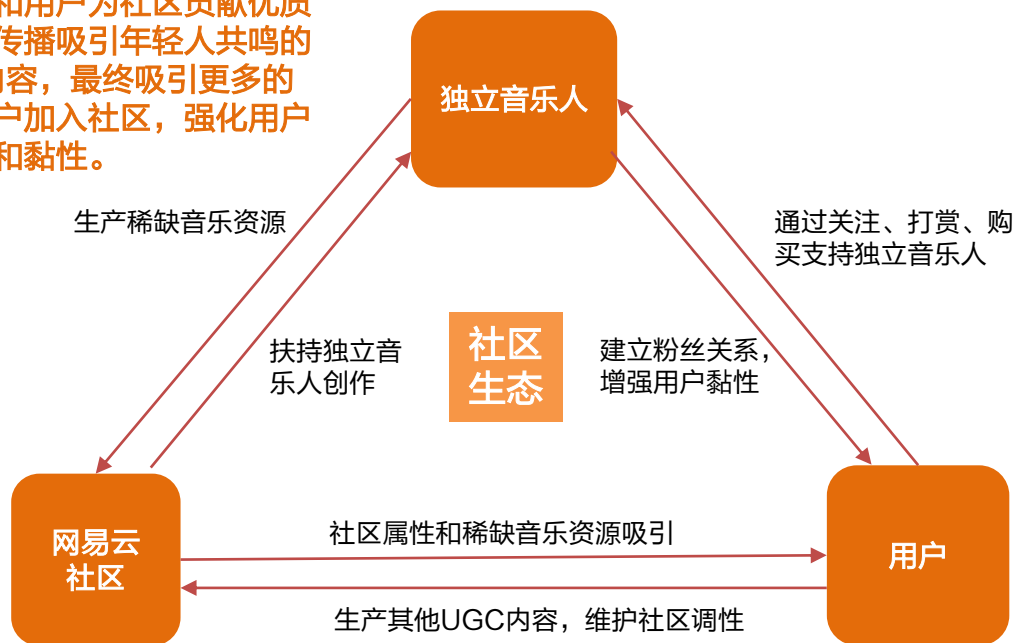 和用户为社区贡献优质
传播吸引年轻人共鸣的
内容，最终吸引更多的
户加入社区，强化用户
和黏性。
独立音乐人
生产稀缺音乐资源
通过关注、打赏、购
买支持独立音乐人
扶持独立音
乐人创作
社区
生态
建立粉丝关系，
增强用户黏性
网易云
社区
社区属性和稀缺音乐资源吸引
用户
生产其他UGC内容，维护社区调性